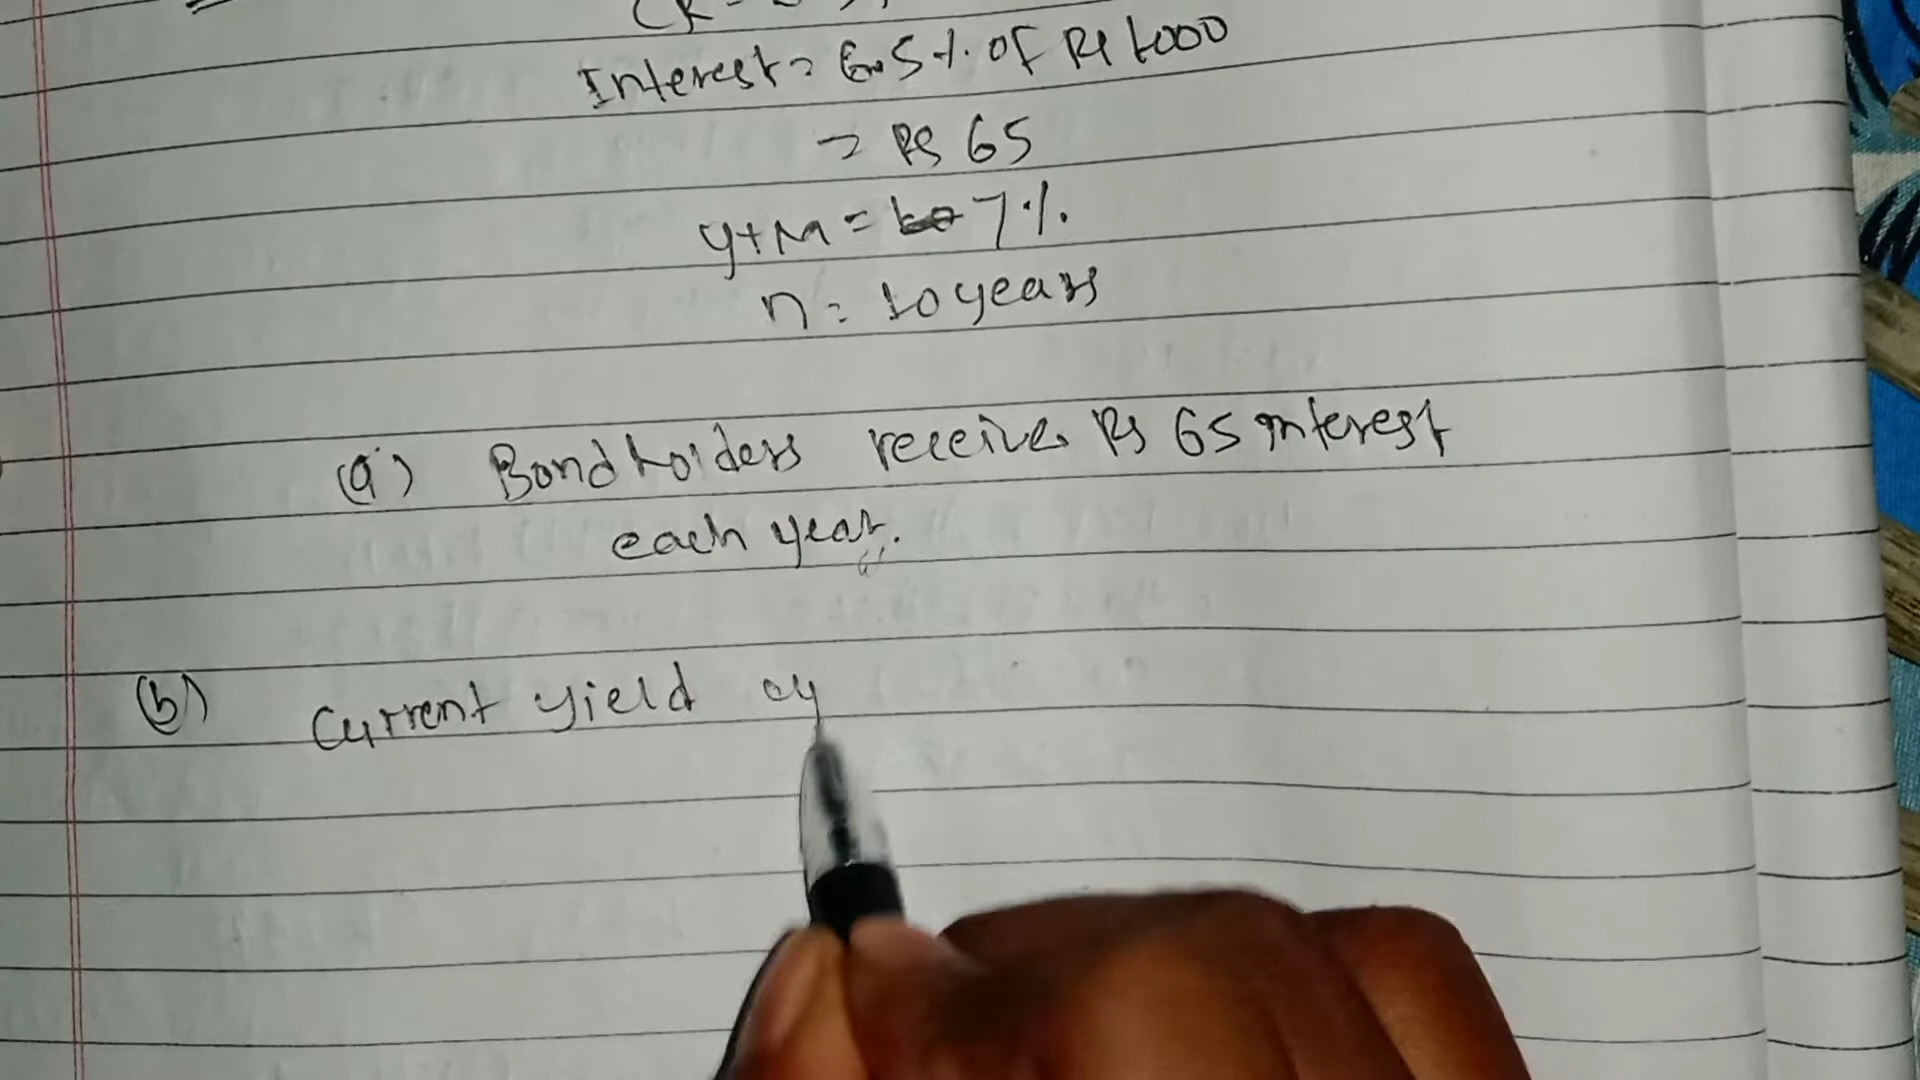 Interest = 6.5% of Rs 1000
= Rs 65
YTM = 7%.
n = 10 years
(a) Bondholders receive Rs 65 interest
each year.
(b) Current yield cy